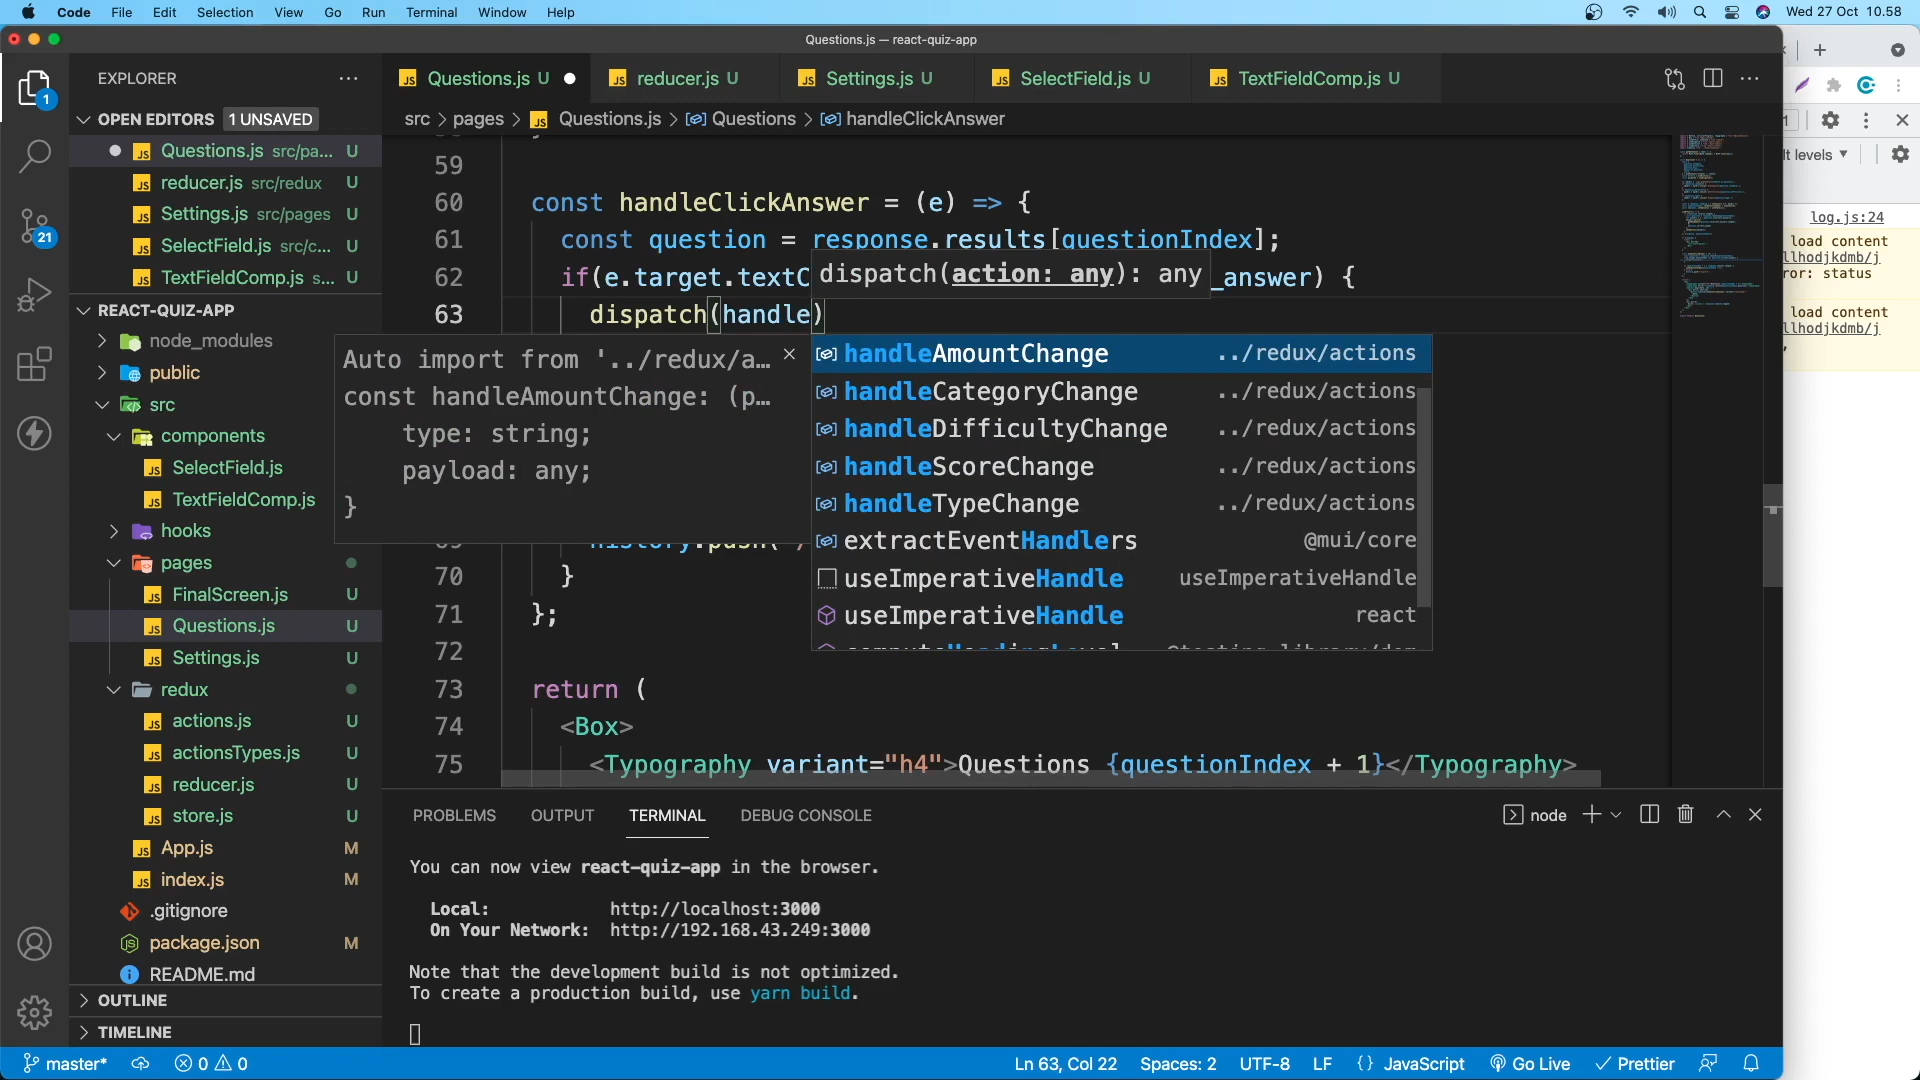 Code File Edit Selection View Go Run Terminal Window Help
Wed 27 Oct 10.58
Questions.js — react-quiz-app
EXPLORER
OPEN EDITORS 1 UNSAVED
Questions.js src/pa... U
reducer.js src/redux U
Settings.js src/pages U
SelectField.js src/c... U
TextFieldComp.js s... U
REACT-QUIZ-APP
node_modules
public
src
components
SelectField.js
TextFieldComp.js U
hooks
pages
FinalScreen.js U
Questions.js U
Settings.js U
redux
actions.js U
actionsTypes.js U
reducer.js U
store.js U
App.js M
index.js M
.gitignore
package.json M
README.md
OUTLINE
TIMELINE
1
21
Questions.js U
reducer.js U
Settings.js U
SelectField.js U
TextFieldComp.js U
src > pages > Questions.js > Questions > handleClickAnswer
59
60 const handleClickAnswer = (e) => {
61 const question = response.results[questionIndex];
62 if(e.target.textC
_answer) {
dispatch(action: any): any
63 dispatch(handle)
Auto import from '../redux/a...
const handleAmountChange: (p...
type: string;
payload: any;
}
handleAmountChange ../redux/actions
handleCategoryChange ../redux/actions
handleDifficultyChange ../redux/actions
handleScoreChange ../redux/actions
handleTypeChange ../redux/actions
extractEventHandlers @mui/core
useImperativeHandle useImperativeHandle
useImperativeHandle react
70 }
71 };
72
73 return (
74 <Box>
75 <Typography variant="h4">Questions {questionIndex + 1}</Typography>
PROBLEMS OUTPUT TERMINAL DEBUG CONSOLE
node
You can now view react-quiz-app in the browser.
Local: http://localhost:3000
On Your Network: http://192.168.43.249:3000
Note that the development build is not optimized.
To create a production build, use yarn build.
master* 0 0
Ln 63, Col 22 Spaces: 2 UTF-8 LF {} JavaScript Go Live Prettier
1
lt levels
log.js:24
load content
llhodjkdmb/j
ror: status
load content
llhodjkdmb/j